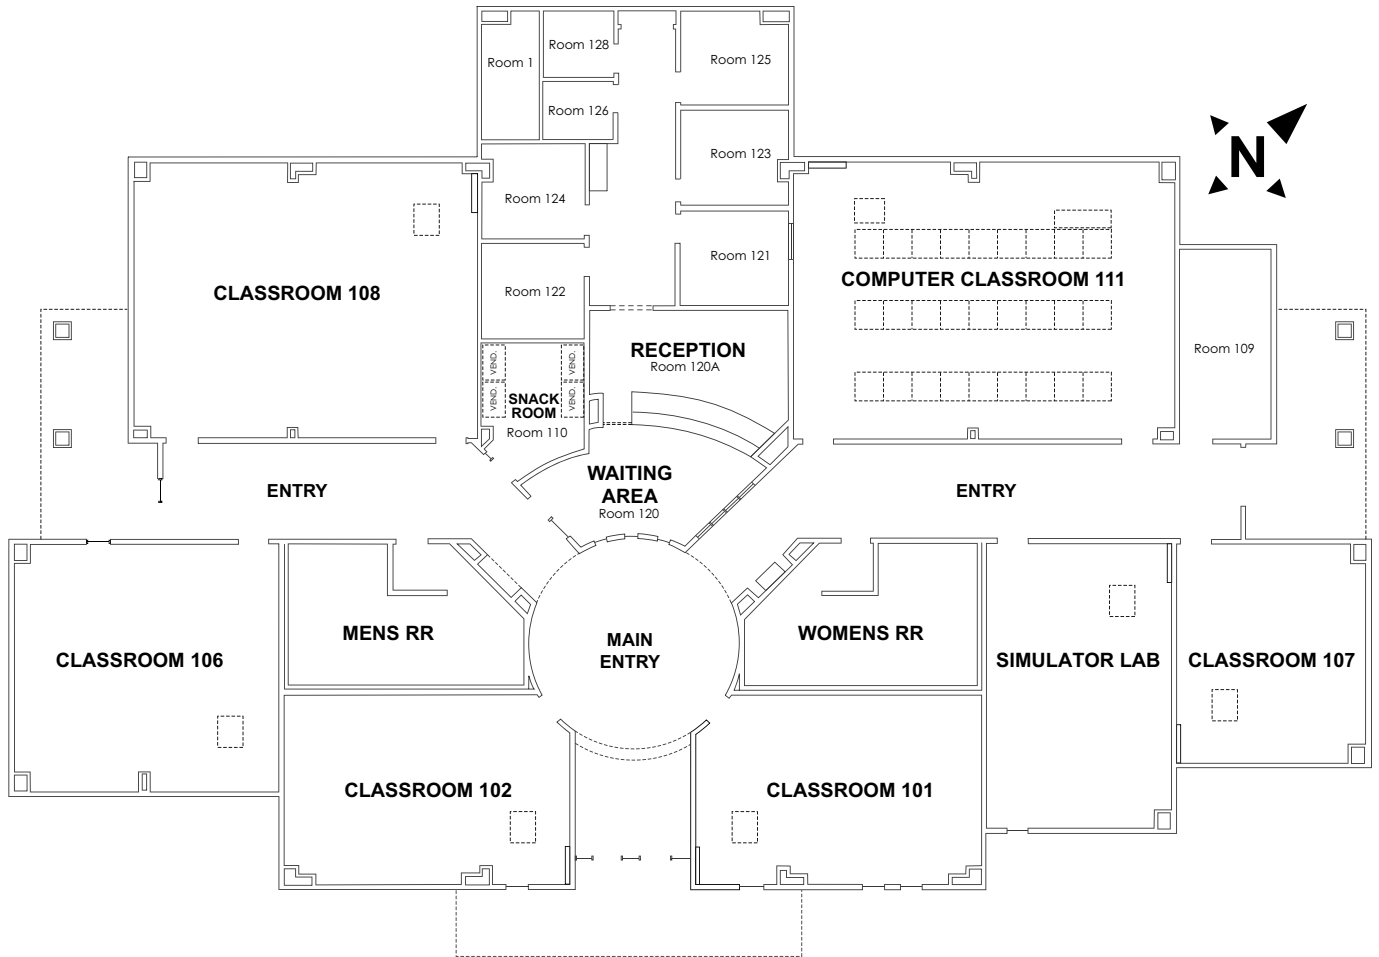 Room 128
Room 1
Room 125
Room 126
N
Room 123
Room 124
Room 121
CLASSROOM 108
Room 122
COMPUTER CLASSROOM 111
RECEPTION
Room 120A
Room 109
VEND.
VEND.
VEND.
VEND.
SNACK
ROOM
Room 110
WAITING
AREA
Room 120
ENTRY
ENTRY
MENS RR
MAIN
ENTRY
WOMENS RR
CLASSROOM 106
SIMULATOR LAB
CLASSROOM 107
CLASSROOM 102
CLASSROOM 101